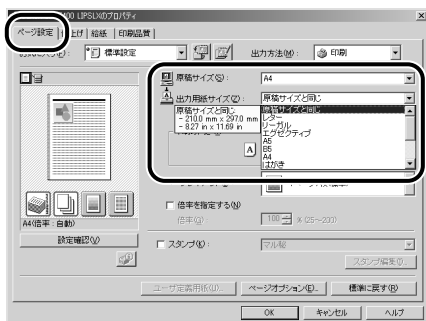 LIPSLXのプロパティ
ページ設定
給紙
印刷品質
標準設定
出力方法(M):
印刷
原稿サイズ(S):
A4
出力用紙サイズ(Z):
原稿サイズと同じ
原稿サイズと同じ
- 210.0 mm x 297.0 mm
- 8.27 in x 11.69 in
原稿サイズと同じ
レター
リーガル
エグゼクティブ
A5
B5
A4
はがき
A
倍率を指定する(N)
倍率(Q)
100
% (25~200)
A4(倍率: 自動)
設定確認(V)
スタンプ(K):
マル秘
スタンプ編集(I)...
ユーザ定義用紙(U)...
ページオプション(E)...
標準に戻す(R)
OK
キャンセル
ヘルプ